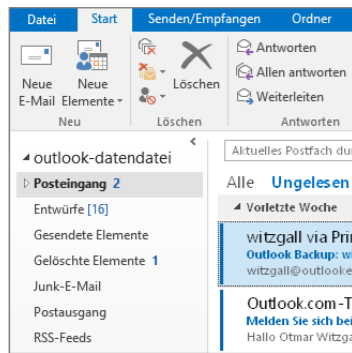 Datei Start Senden/Empfangen Ordner
Neue E-Mail
Neue Elemente
Löschen
Antworten
Allen antworten
Weiterleiten
Neu Löschen Antworten
outlook-datendatei
Posteingang 2
Entwürfe [16]
Gesendete Elemente
Gelöschte Elemente 1
Junk-E-Mail
Postausgang
RSS-Feeds
Aktuelles Postfach du
Alle Ungelesen
Vorletzte Woche
witzgall via Pri
Outlook Backup: w
witzgall@outlooke
Outlook.com-T
Melden Sie sich bei
Hallo Otmar Witzga